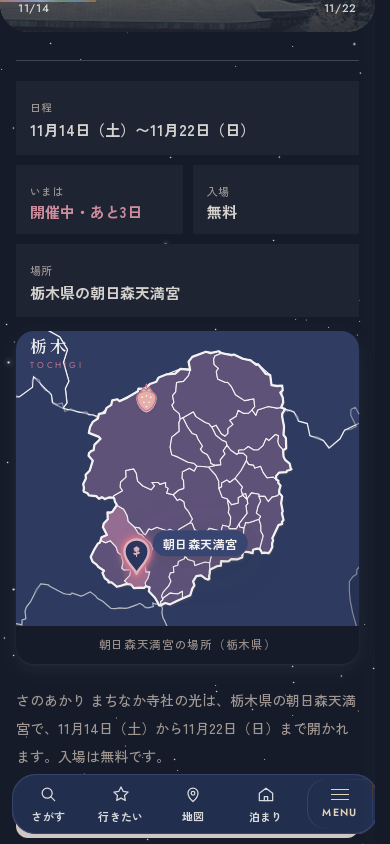 11/14
11/22
日程
11月14日（土）〜11月22日（日）
いまは
入場
開催中・あと3日
無料
場所
栃木県の朝日森天満宮
栃木
TOCHIGI
朝日森天満宮
朝日森天満宮の場所（栃木県）
さのあかり まちなか寺社の光は、栃木県の朝日森天満
宮で、11月14日（土）から11月22日（日）まで開かれ
ます。入場は無料です。
さがす
行きたい
地図
泊まり
MENU